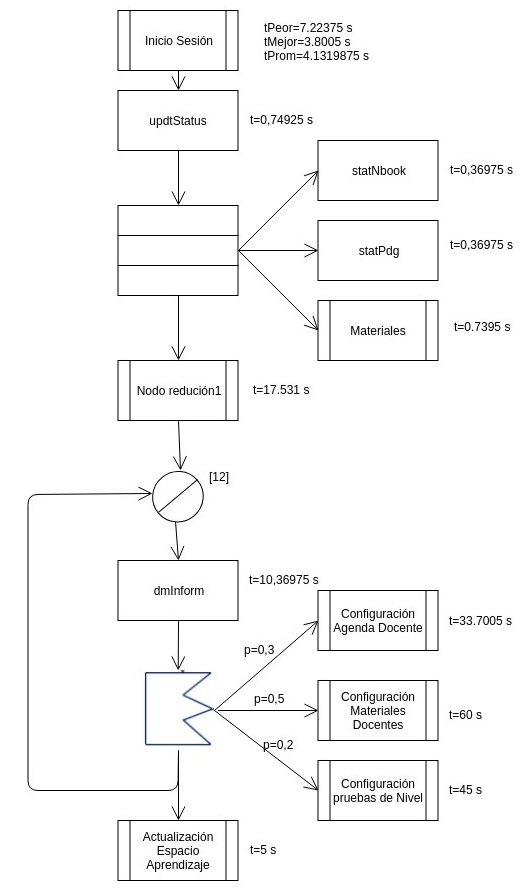 Inicio Sesión
tPeor=7.22375 s
tMejor=3.8005 s
tProm=4.1319875 s
updtStatus
t=0,74925 s
statNbook
t=0,36975 s
statPdg
t=0,36975 s
Materiales
t=0.7395 s
Nodo redución1
t=17.531 s
[12]
dmInform
t=10,36975 s
Configuración
Agenda Docente
t=33.7005 s
p=0,3
Configuración
Materiales
Docentes
t=60 s
p=0,5
p=0,2
Configuración
pruebas de Nivel
t=45 s
Actualización
Espacio
Aprendizaje
t=5 s